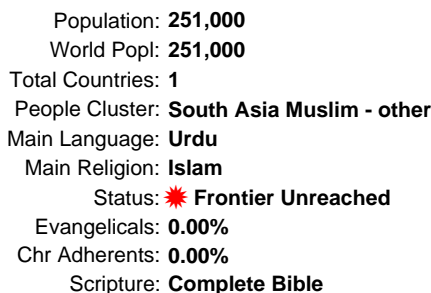 Population: 251,000
World Popl: 251,000
Total Countries: 1
People Cluster: South Asia Muslim - other
Main Language: Urdu
Main Religion: Islam
Status: Frontier Unreached
Evangelicals: 0.00%
Chr Adherents: 0.00%
Scripture: Complete Bible